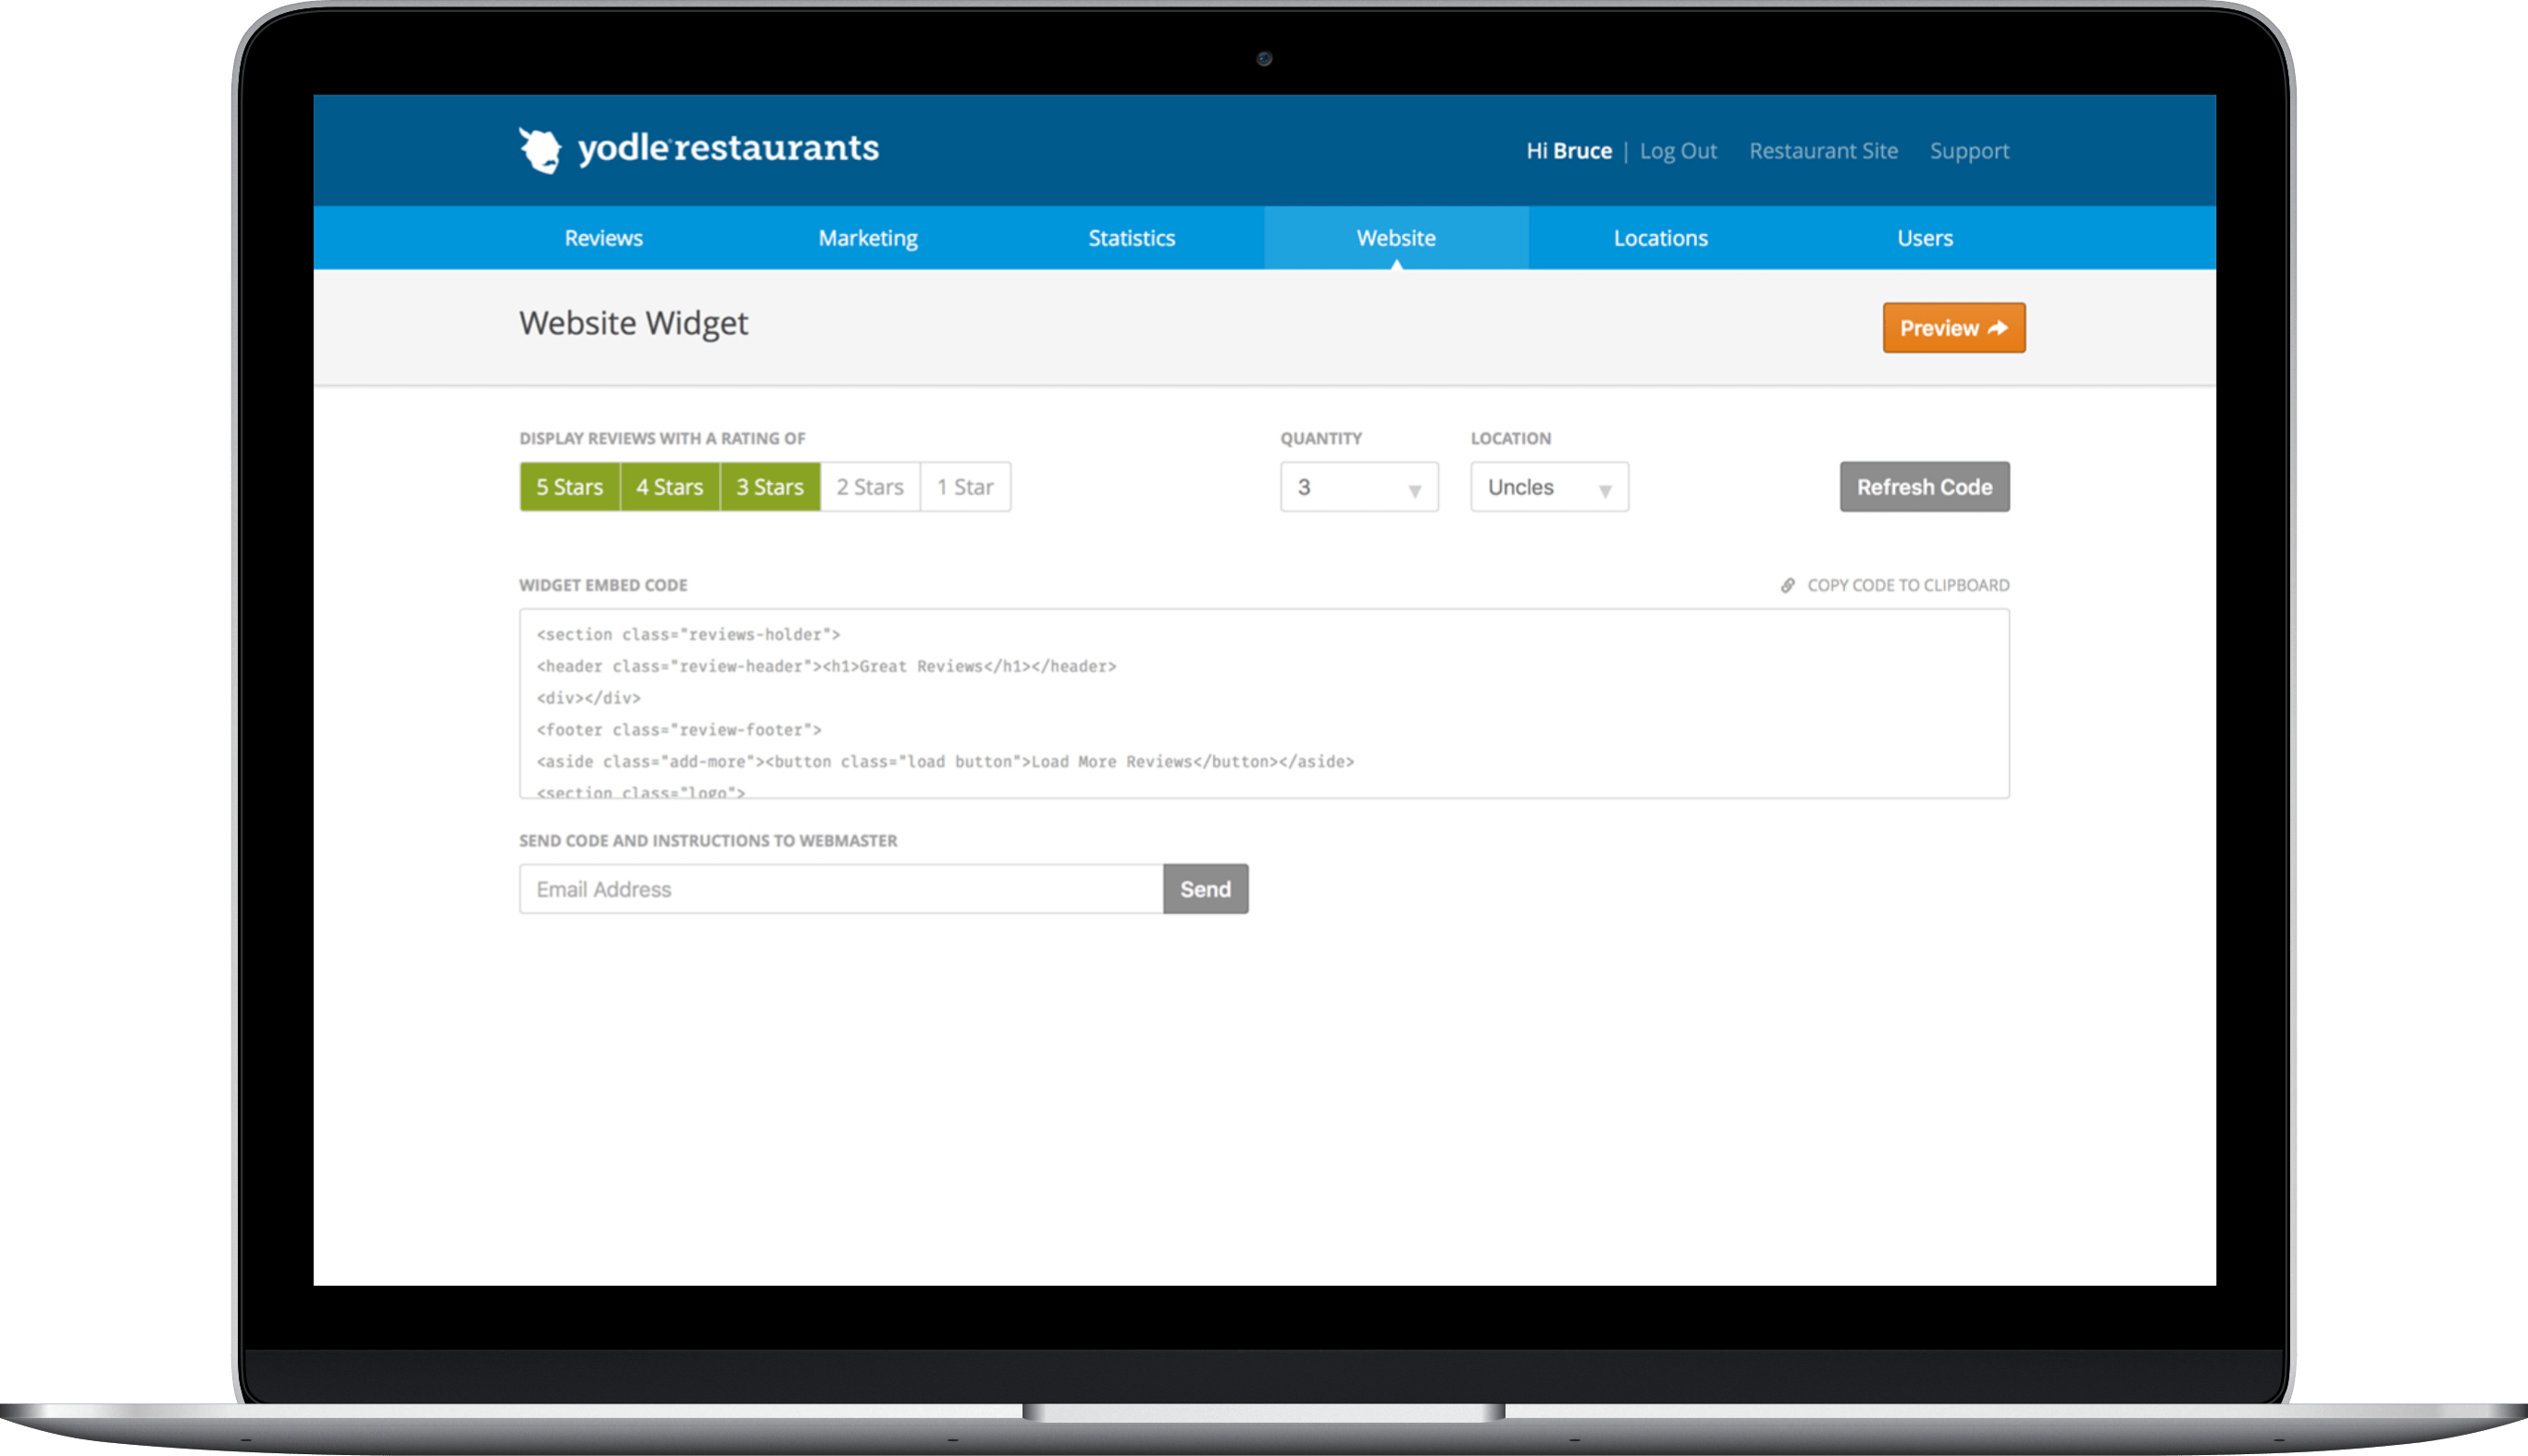 yodle restaurants
Hi Bruce | Log Out Restaurant Site Support
Reviews Marketing Statistics Website Locations Users
Website Widget
Preview
DISPLAY REVIEWS WITH A RATING OF QUANTITY LOCATION
5 Stars 4 Stars 3 Stars 2 Stars 1 Star 3 Uncles Refresh Code
WIDGET EMBED CODE COPY CODE TO CLIPBOARD
<section class="reviews-holder">
<header class="review-header"><h1>Great Reviews</h1></header>
<div></div>
<footer class="review-footer">
<aside class="add-more"><button class="load button">Load More Reviews</button></aside>
<section class="logo">
SEND CODE AND INSTRUCTIONS TO WEBMASTER
Email Address Send